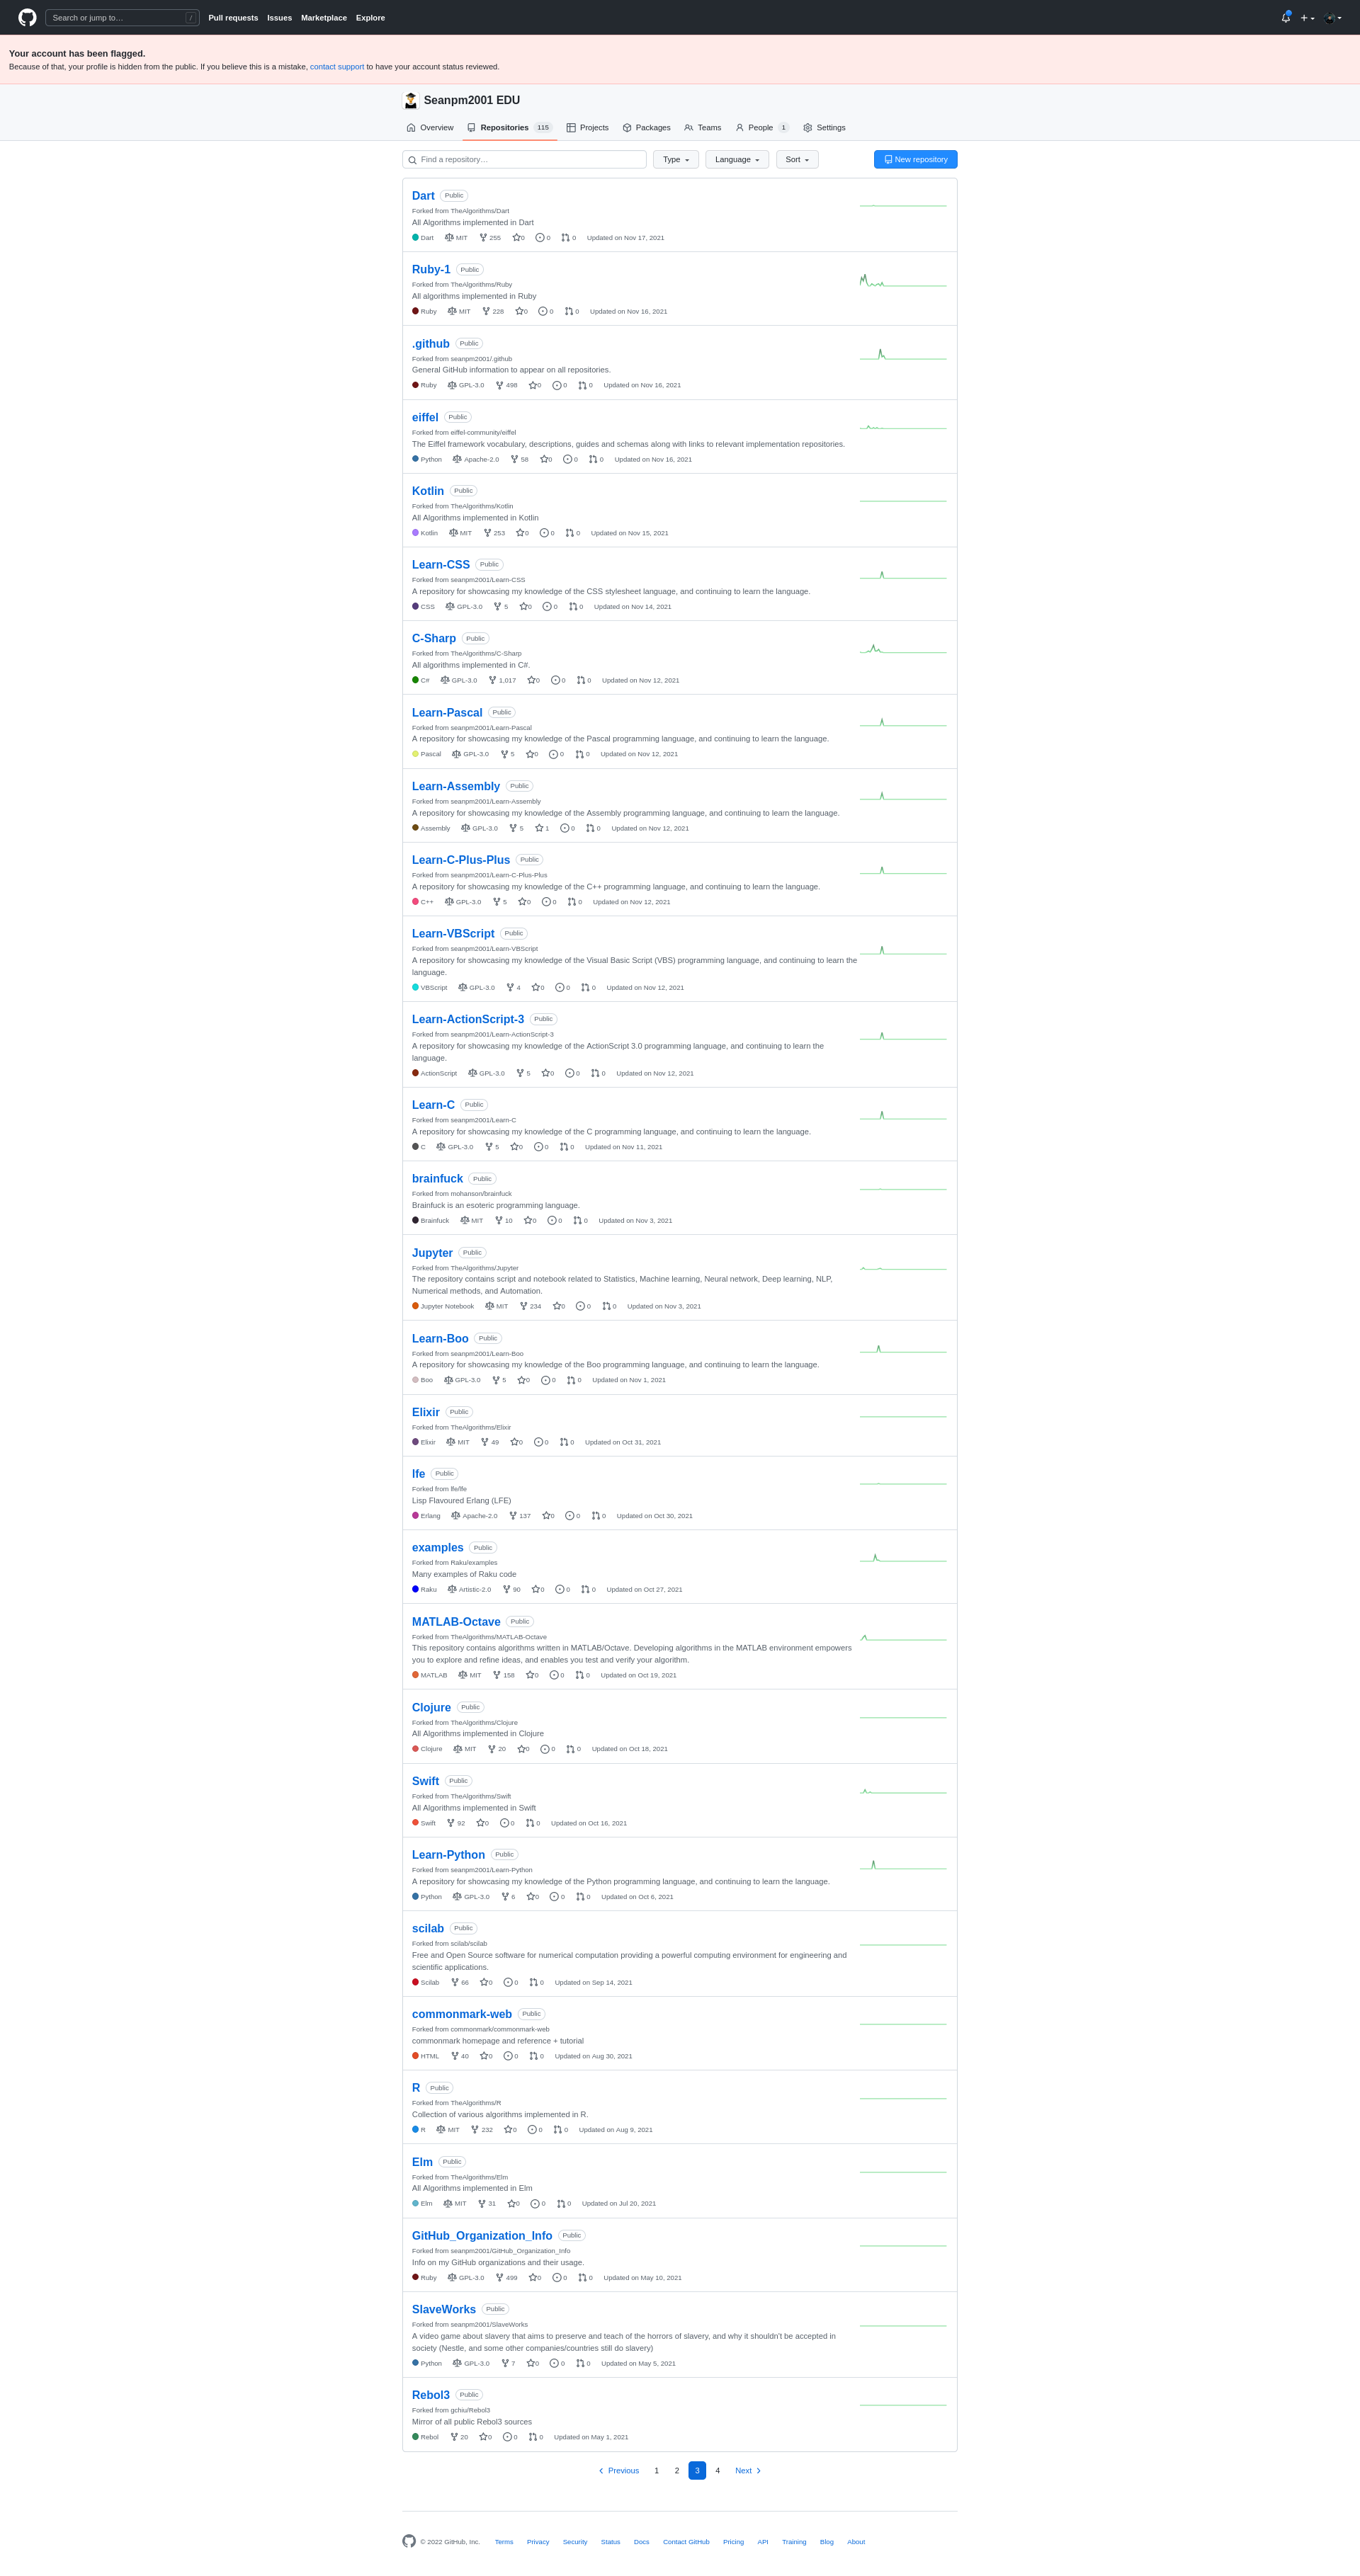 Search or jump to… / Pull requests Issues Marketplace Explore
Your account has been flagged.
Because of that, your profile is hidden from the public. If you believe this is a mistake, contact support to have your account status reviewed.
Seanpm2001 EDU
Overview Repositories 115 Projects Packages Teams People 1 Settings
Find a repository… Type Language Sort New repository
Dart Public
Forked from TheAlgorithms/Dart
All Algorithms implemented in Dart
Dart MIT 255 0 0 0 Updated on Nov 17, 2021
Ruby-1 Public
Forked from TheAlgorithms/Ruby
All algorithms implemented in Ruby
Ruby MIT 228 0 0 0 Updated on Nov 16, 2021
.github Public
Forked from seanpm2001/.github
General GitHub information to appear on all repositories.
Ruby GPL-3.0 498 0 0 0 Updated on Nov 16, 2021
eiffel Public
Forked from eiffel-community/eiffel
The Eiffel framework vocabulary, descriptions, guides and schemas along with links to relevant implementation repositories.
Python Apache-2.0 58 0 0 0 Updated on Nov 16, 2021
Kotlin Public
Forked from TheAlgorithms/Kotlin
All Algorithms implemented in Kotlin
Kotlin MIT 253 0 0 0 Updated on Nov 15, 2021
Learn-CSS Public
Forked from seanpm2001/Learn-CSS
A repository for showcasing my knowledge of the CSS stylesheet language, and continuing to learn the language.
CSS GPL-3.0 5 0 0 0 Updated on Nov 14, 2021
C-Sharp Public
Forked from TheAlgorithms/C-Sharp
All algorithms implemented in C#.
C# GPL-3.0 1,017 0 0 0 Updated on Nov 12, 2021
Learn-Pascal Public
Forked from seanpm2001/Learn-Pascal
A repository for showcasing my knowledge of the Pascal programming language, and continuing to learn the language.
Pascal GPL-3.0 5 0 0 0 Updated on Nov 12, 2021
Learn-Assembly Public
Forked from seanpm2001/Learn-Assembly
A repository for showcasing my knowledge of the Assembly programming language, and continuing to learn the language.
Assembly GPL-3.0 5 1 0 0 Updated on Nov 12, 2021
Learn-C-Plus-Plus Public
Forked from seanpm2001/Learn-C-Plus-Plus
A repository for showcasing my knowledge of the C++ programming language, and continuing to learn the language.
C++ GPL-3.0 5 0 0 0 Updated on Nov 12, 2021
Learn-VBScript Public
Forked from seanpm2001/Learn-VBScript
A repository for showcasing my knowledge of the Visual Basic Script (VBS) programming language, and continuing to learn the
language.
VBScript GPL-3.0 4 0 0 0 Updated on Nov 12, 2021
Learn-ActionScript-3 Public
Forked from seanpm2001/Learn-ActionScript-3
A repository for showcasing my knowledge of the ActionScript 3.0 programming language, and continuing to learn the
language.
ActionScript GPL-3.0 5 0 0 0 Updated on Nov 12, 2021
Learn-C Public
Forked from seanpm2001/Learn-C
A repository for showcasing my knowledge of the C programming language, and continuing to learn the language.
C GPL-3.0 5 0 0 0 Updated on Nov 11, 2021
brainfuck Public
Forked from mohanson/brainfuck
Brainfuck is an esoteric programming language.
Brainfuck MIT 10 0 0 0 Updated on Nov 3, 2021
Jupyter Public
Forked from TheAlgorithms/Jupyter
The repository contains script and notebook related to Statistics, Machine learning, Neural network, Deep learning, NLP,
Numerical methods, and Automation.
Jupyter Notebook MIT 234 0 0 0 Updated on Nov 3, 2021
Learn-Boo Public
Forked from seanpm2001/Learn-Boo
A repository for showcasing my knowledge of the Boo programming language, and continuing to learn the language.
Boo GPL-3.0 5 0 0 0 Updated on Nov 1, 2021
Elixir Public
Forked from TheAlgorithms/Elixir
Elixir MIT 49 0 0 0 Updated on Oct 31, 2021
lfe Public
Forked from lfe/lfe
Lisp Flavoured Erlang (LFE)
Erlang Apache-2.0 137 0 0 0 Updated on Oct 30, 2021
examples Public
Forked from Raku/examples
Many examples of Raku code
Raku Artistic-2.0 90 0 0 0 Updated on Oct 27, 2021
MATLAB-Octave Public
Forked from TheAlgorithms/MATLAB-Octave
This repository contains algorithms written in MATLAB/Octave. Developing algorithms in the MATLAB environment empowers
you to explore and refine ideas, and enables you test and verify your algorithm.
MATLAB MIT 158 0 0 0 Updated on Oct 19, 2021
Clojure Public
Forked from TheAlgorithms/Clojure
All Algorithms implemented in Clojure
Clojure MIT 20 0 0 0 Updated on Oct 18, 2021
Swift Public
Forked from TheAlgorithms/Swift
All Algorithms implemented in Swift
Swift 92 0 0 0 Updated on Oct 16, 2021
Learn-Python Public
Forked from seanpm2001/Learn-Python
A repository for showcasing my knowledge of the Python programming language, and continuing to learn the language.
Python GPL-3.0 6 0 0 0 Updated on Oct 6, 2021
scilab Public
Forked from scilab/scilab
Free and Open Source software for numerical computation providing a powerful computing environment for engineering and
scientific applications.
Scilab 66 0 0 0 Updated on Sep 14, 2021
commonmark-web Public
Forked from commonmark/commonmark-web
commonmark homepage and reference + tutorial
HTML 40 0 0 0 Updated on Aug 30, 2021
R Public
Forked from TheAlgorithms/R
Collection of various algorithms implemented in R.
R MIT 232 0 0 0 Updated on Aug 9, 2021
Elm Public
Forked from TheAlgorithms/Elm
All Algorithms implemented in Elm
Elm MIT 31 0 0 0 Updated on Jul 20, 2021
GitHub_Organization_Info Public
Forked from seanpm2001/GitHub_Organization_Info
Info on my GitHub organizations and their usage.
Ruby GPL-3.0 499 0 0 0 Updated on May 10, 2021
SlaveWorks Public
Forked from seanpm2001/SlaveWorks
A video game about slavery that aims to preserve and teach of the horrors of slavery, and why it shouldn't be accepted in
society (Nestle, and some other companies/countries still do slavery)
Python GPL-3.0 7 0 0 0 Updated on May 5, 2021
Rebol3 Public
Forked from gchiu/Rebol3
Mirror of all public Rebol3 sources
Rebol 20 0 0 0 Updated on May 1, 2021
Previous 1 2 3 4 Next
© 2022 GitHub, Inc. Terms Privacy Security Status Docs Contact GitHub Pricing API Training Blog About